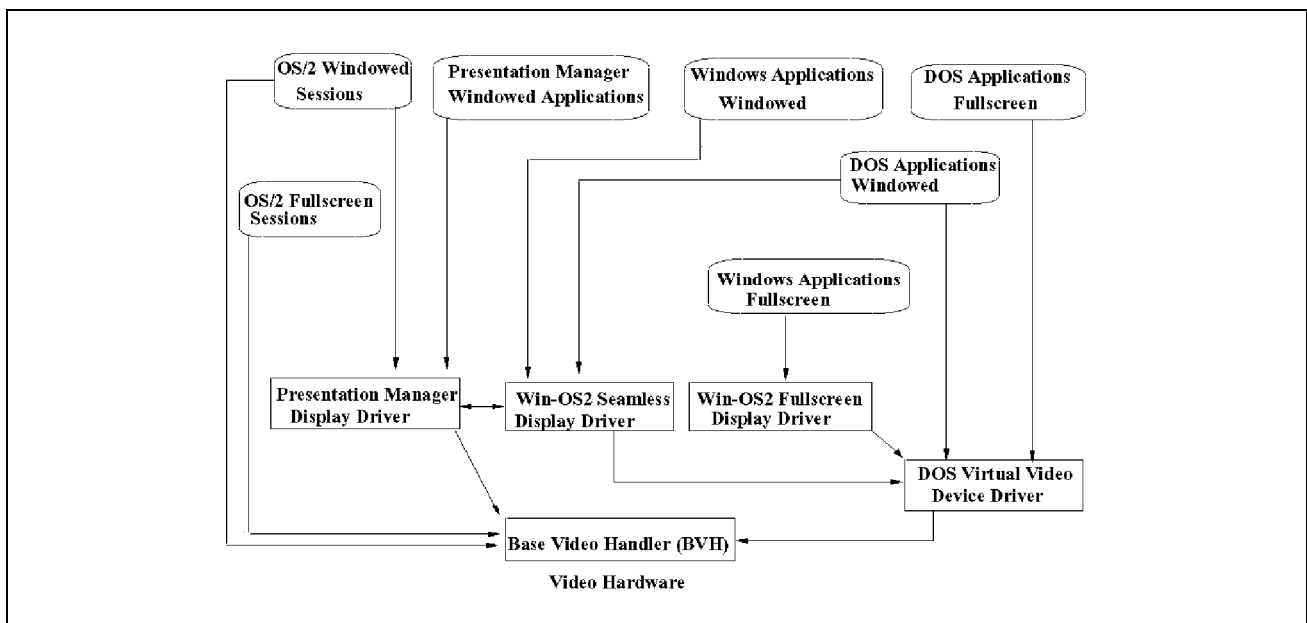 OS/2 Windowed
Sessions
Presentation Manager
Windowed Applications
Windows Applications
Windowed
DOS Applications
Fullscreen
DOS Applications
Windowed
OS/2 Fullscreen
Sessions
Windows Applications
Fullscreen
Presentation Manager
Display Driver
Win-OS2 Seamless
Display Driver
Win-OS2 Fullscreen
Display Driver
DOS Virtual Video
Device Driver
Base Video Handler (BVH)
Video Hardware